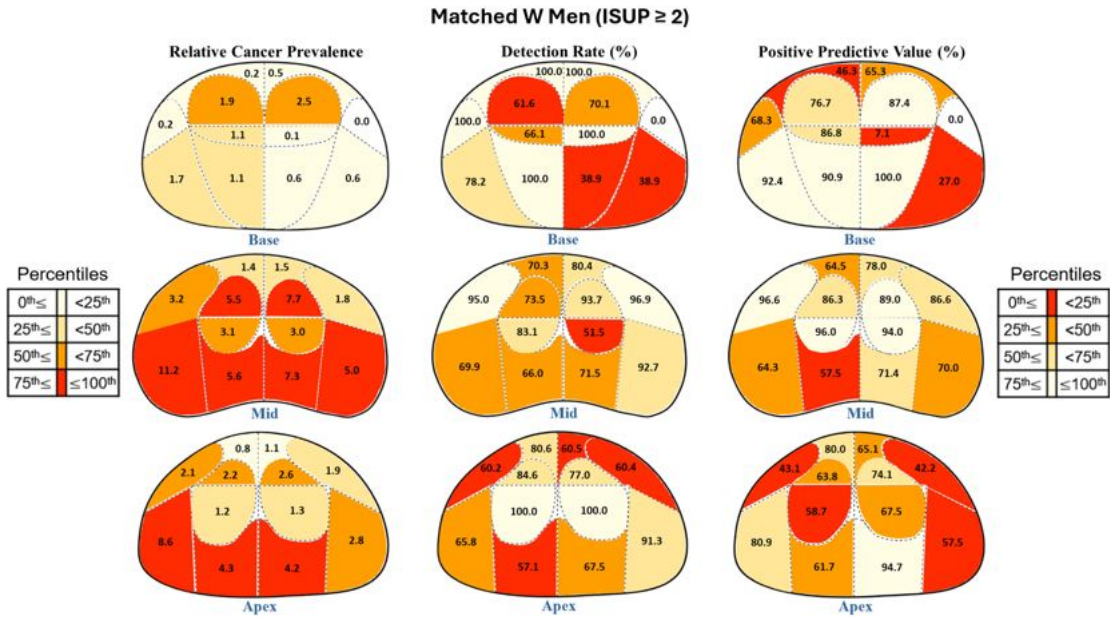 Matched W Men (ISUP ≥ 2)
Relative Cancer Prevalence
Detection Rate (%)
Positive Predictive Value (%)
0.2 0.5
1.9 2.5
0.2 0.0
1.1 0.1
1.7 1.1 0.6 0.6
Base
100.0 100.0
61.6 70.1
100.0 0.0
66.1 100.0
78.2 100.0 38.9 38.9
Base
46.3 65.3
76.7 87.4
68.3 0.0
86.8 7.1
92.4 90.9 100.0 27.0
Base
Percentiles
0th≤ <25th
25th≤ <50th
50th≤ <75th
75th≤ ≤100th
1.4 1.5
3.2 5.5 7.7 1.8
3.1 3.0
11.2 5.6 7.3 5.0
Mid
70.3 80.4
95.0 73.5 93.7 96.9
83.1 51.5
69.9 66.0 71.5 92.7
Mid
64.5 78.0
96.6 86.3 89.0 86.6
96.0 94.0
64.3 57.5 71.4 70.0
Mid
Percentiles
0th≤ <25th
25th≤ <50th
50th≤ <75th
75th≤ ≤100th
0.8 1.1
2.1 2.2 2.6 1.9
1.2 1.3
8.6 4.3 4.2 2.8
Apex
80.6 60.5
60.2 84.6 77.0 60.4
100.0 100.0
65.8 57.1 67.5 91.3
Apex
80.0 65.1
43.1 63.8 74.1 42.2
58.7 67.5
80.9 61.7 94.7 57.5
Apex